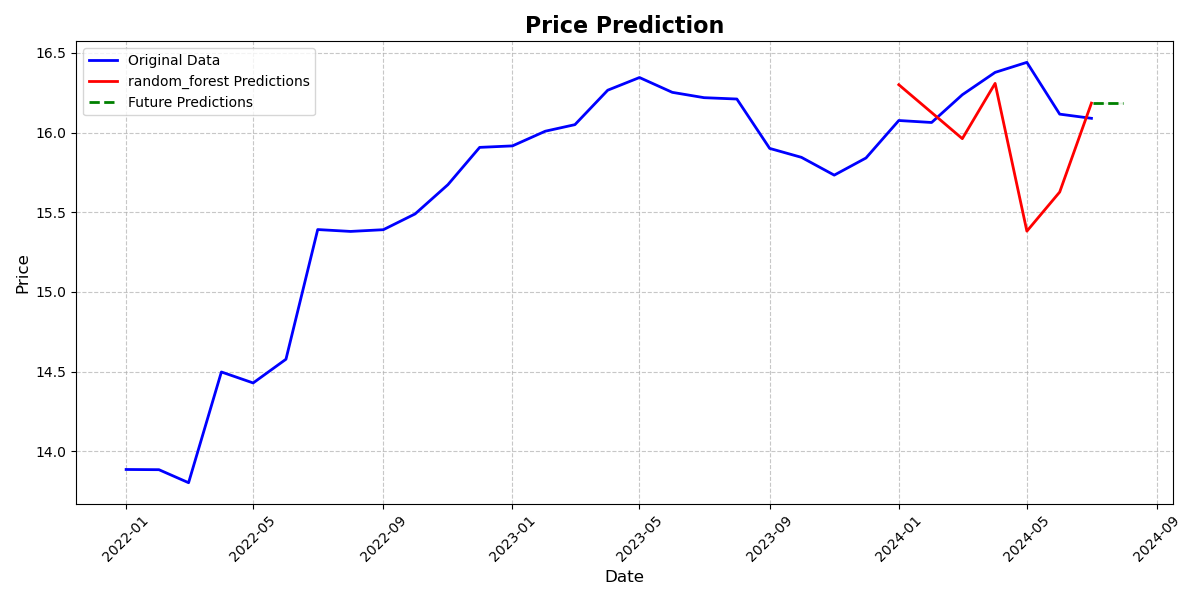 Price Prediction
Original Data
random_forest Predictions
Future Predictions
Price
16.5
16.0
15.5
15.0
14.5
14.0
2022-01
2022-05
2022-09
2023-01
2023-05
2023-09
2024-01
2024-05
2024-09
Date